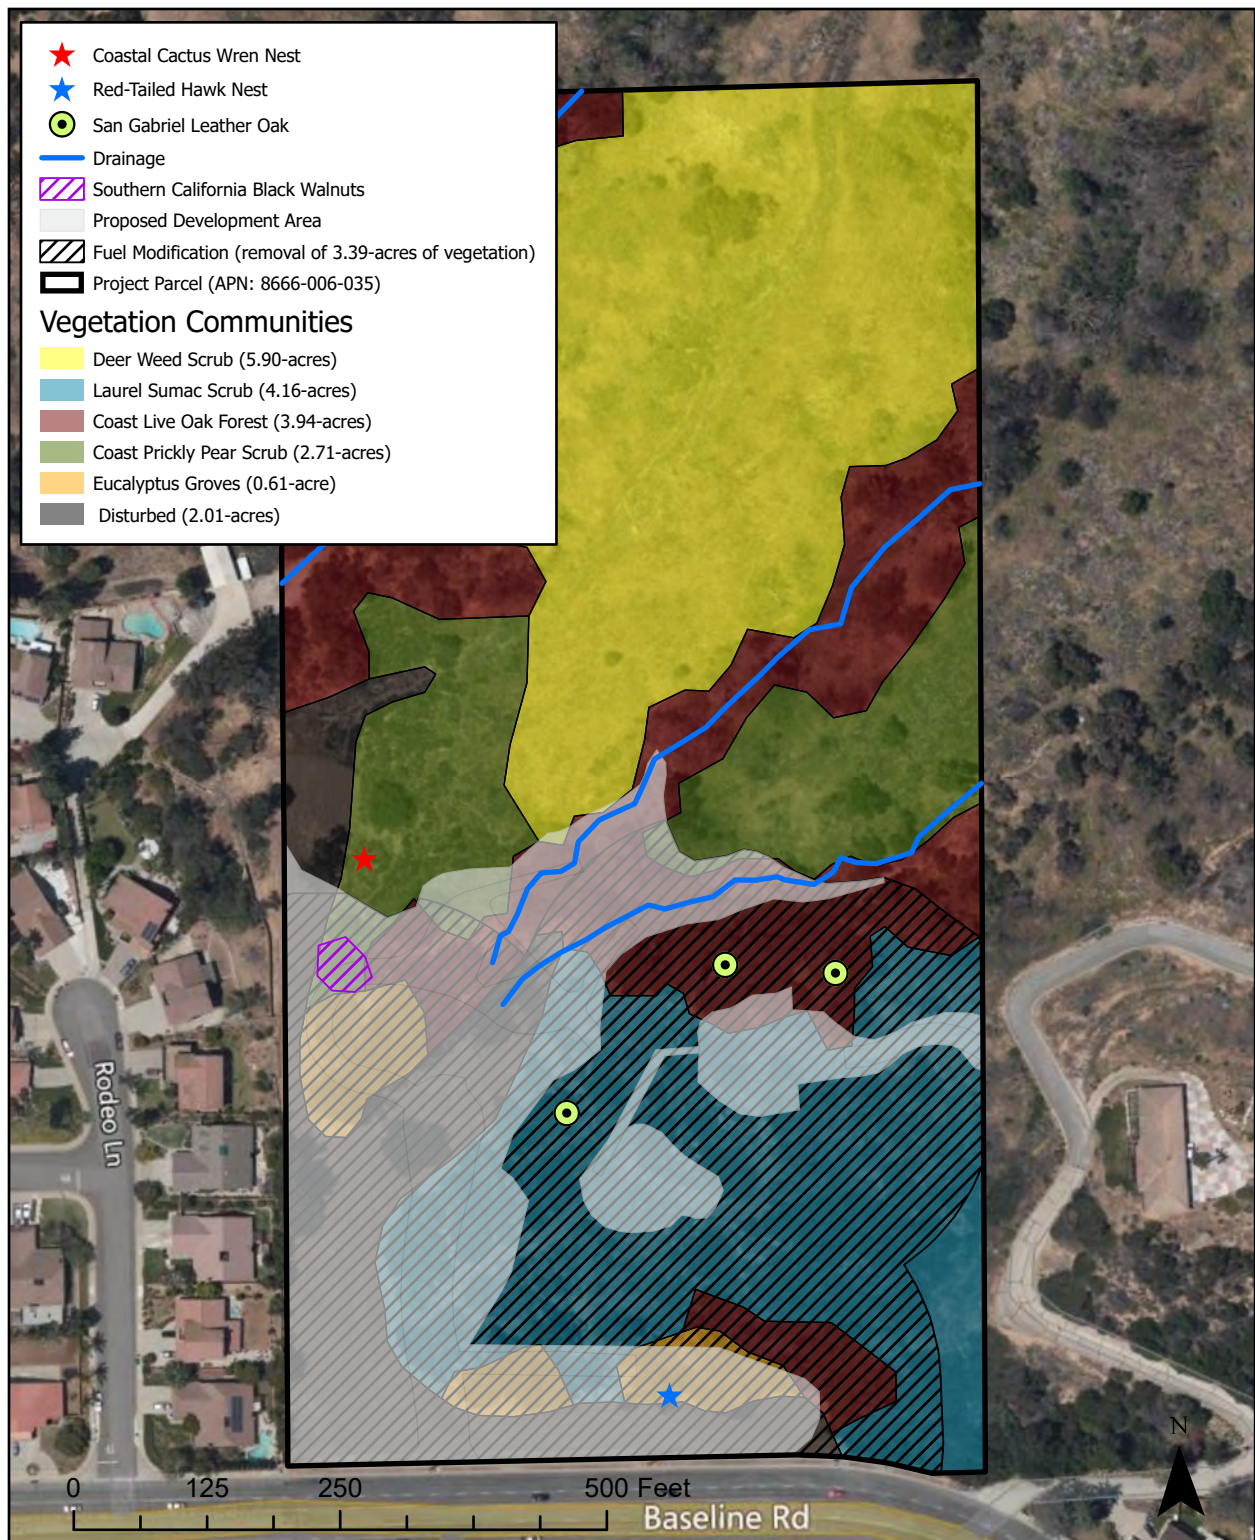 Coastal Cactus Wren Nest
Red-Tailed Hawk Nest
San Gabriel Leather Oak
Drainage
Southern California Black Walnuts
Proposed Development Area
Fuel Modification (removal of 3.39-acres of vegetation)
Project Parcel (APN: 8666-006-035)
Vegetation Communities
Deer Weed Scrub (5.90-acres)
Laurel Sumac Scrub (4.16-acres)
Coast Live Oak Forest (3.94-acres)
Coast Prickly Pear Scrub (2.71-acres)
Eucalyptus Groves (0.61-acre)
Disturbed (2.01-acres)
Rodeo Ln
N
0 125 250 500 Feet
Baseline Rd